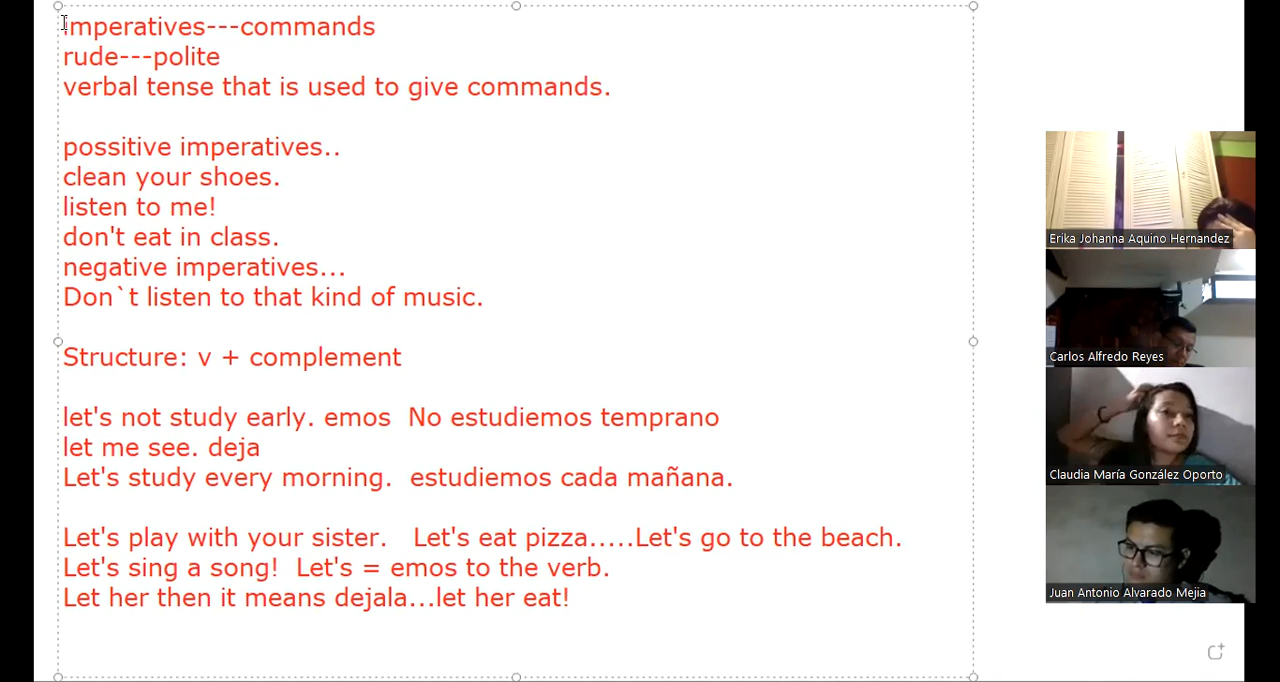 imperatives---commands
rude---polite
verbal tense that is used to give commands.
possitive imperatives..
clean your shoes.
listen to me!
don't eat in class.
negative imperatives...
Don`t listen to that kind of music.
Structure: v + complement
let's not study early. emos  No estudiemos temprano
let me see. deja
Let's study every morning.  estudiemos cada mañana.
Let's play with your sister.   Let's eat pizza.....Let's go to the beach.
Let's sing a song!  Let's = emos to the verb.
Let her then it means dejala...let her eat!
Erika Johanna Aquino Hernandez
Carlos Alfredo Reyes
Claudia María González Oporto
Juan Antonio Alvarado Mejia